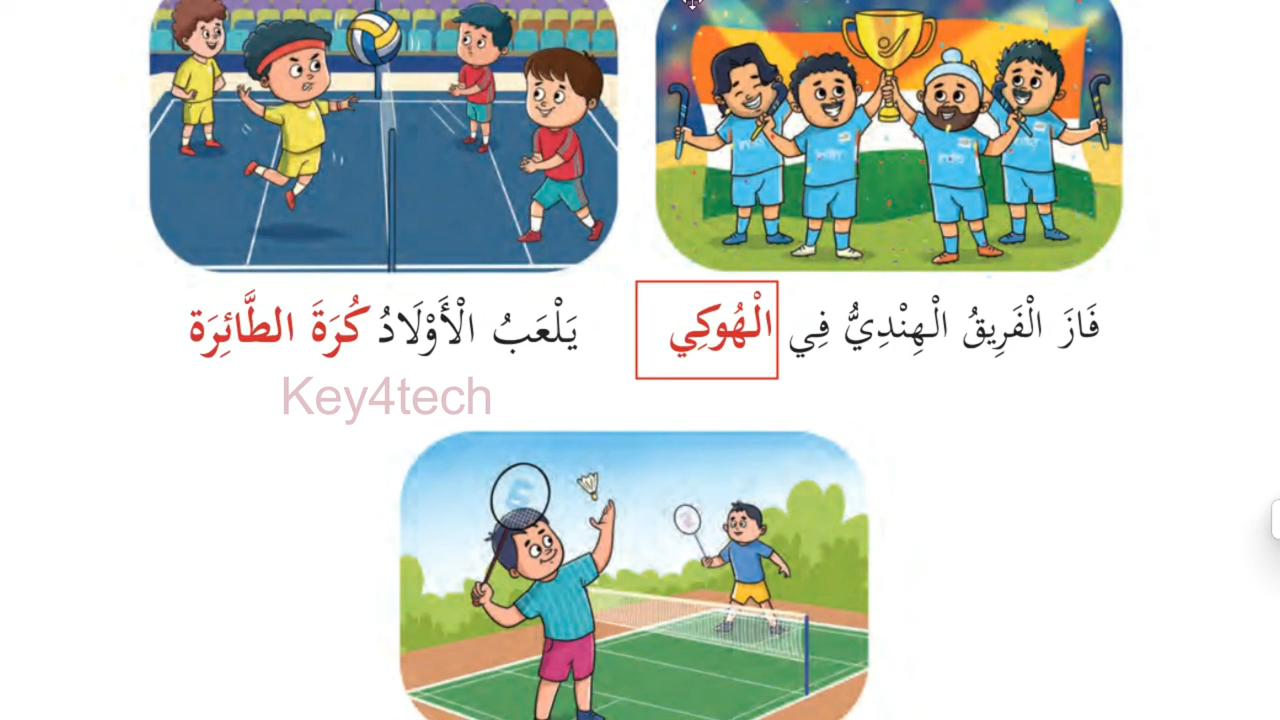 فَازَ الْفَرِيقُ الْهِنْدِيُّ فِي الْهُوكِي
يَلْعَبُ الْأَوْلَادُ كُرَةَ الطَّائِرَة
Key4tech